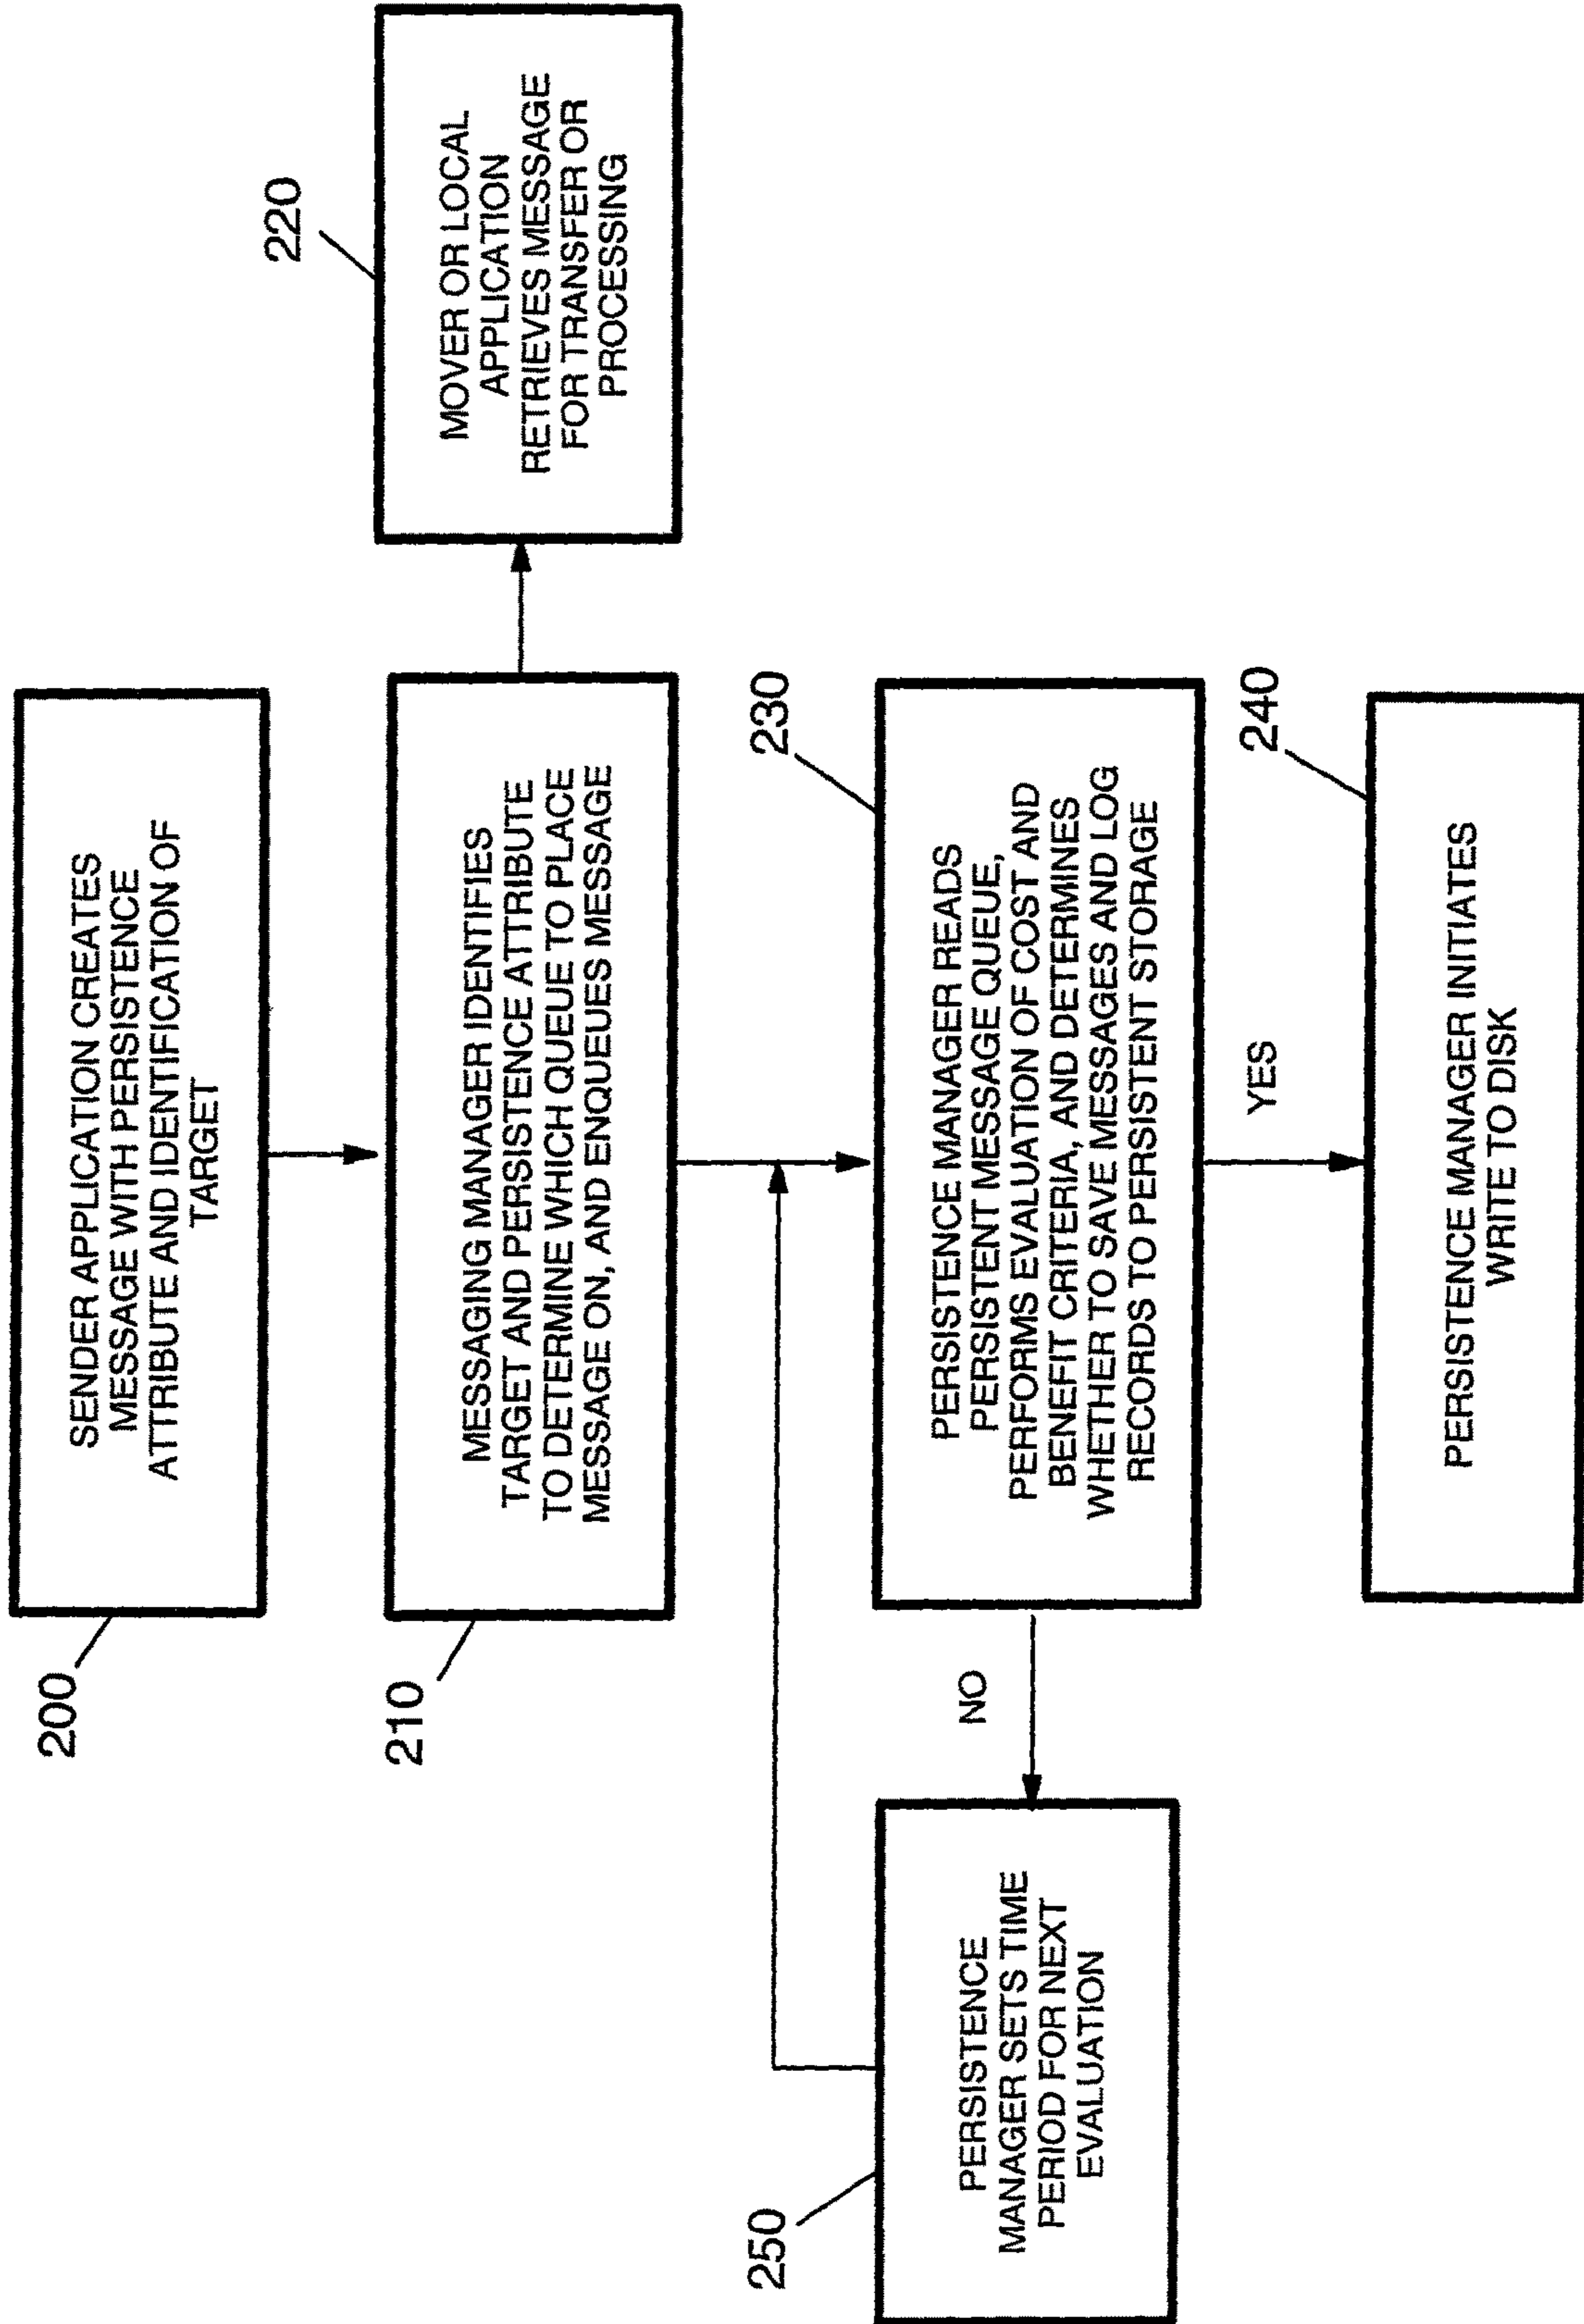 200
SENDER APPLICATION CREATES
MESSAGE WITH PERSISTENCE
ATTRIBUTE AND IDENTIFICATION OF
TARGET
210
MESSAGING MANAGER IDENTIFIES
TARGET AND PERSISTENCE ATTRIBUTE
TO DETERMINE WHICH QUEUE TO PLACE
MESSAGE ON, AND ENQUEUES MESSAGE
220
MOVER OR LOCAL
APPLICATION
RETRIEVES MESSAGE
FOR TRANSFER OR
PROCESSING
230
PERSISTENCE MANAGER READS
PERSISTENT MESSAGE QUEUE,
PERFORMS EVALUATION OF COST AND
BENEFIT CRITERIA, AND DETERMINES
WHETHER TO SAVE MESSAGES AND LOG
RECORDS TO PERSISTENT STORAGE
NO
250
PERSISTENCE
MANAGER SETS TIME
PERIOD FOR NEXT
EVALUATION
YES
240
PERSISTENCE MANAGER INITIATES
WRITE TO DISK